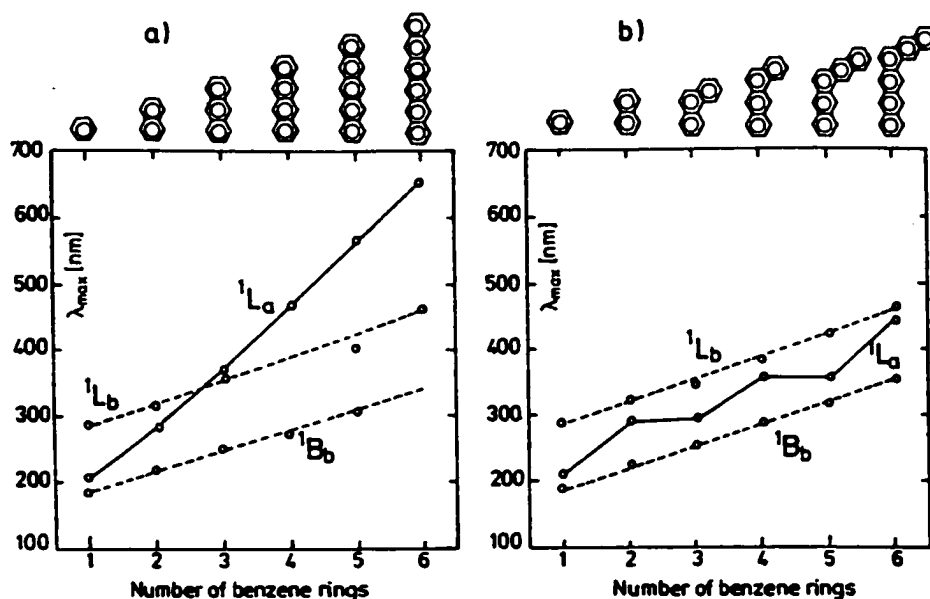 a)
700
600
500
400
300
200
100
λmax [nm]
¹La
¹Lb
¹Bb
1 2 3 4 5 6
Number of benzene rings
b)
700
600
500
400
300
200
100
λmax [nm]
¹Lb
¹La
¹Bb
1 2 3 4 5 6
Number of benzene rings